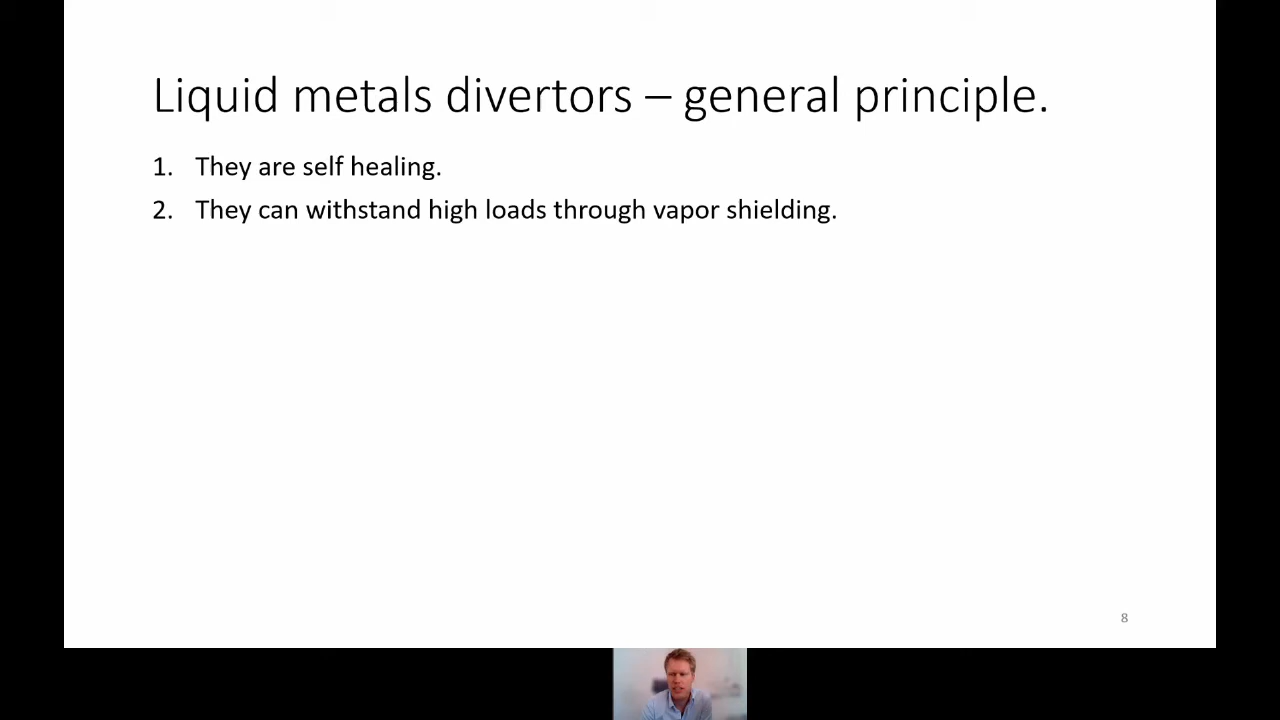 Liquid metals divertors – general principle.
1. They are self healing.
2. They can withstand high loads through vapor shielding.
8